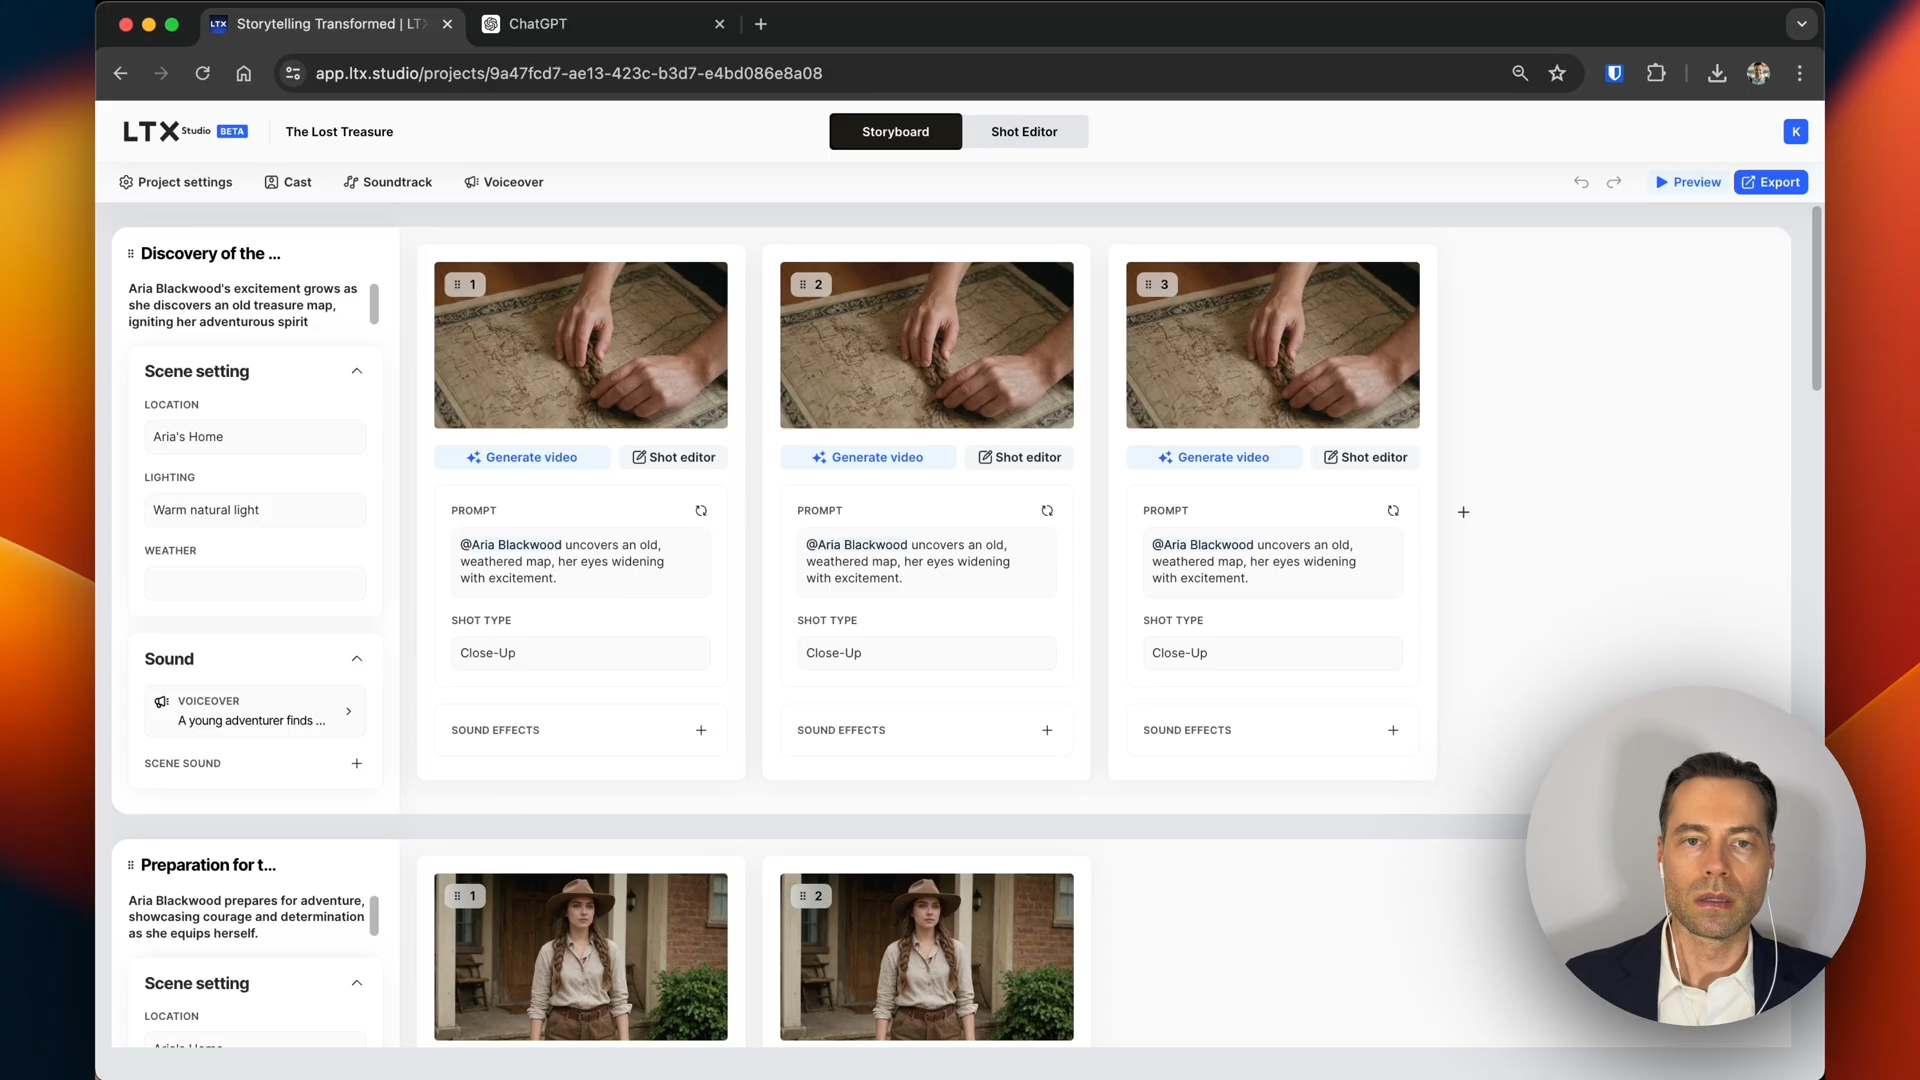 LTX Storytelling Transformed | LT
ChatGPT
app.ltx.studio/projects/9a47fcd7-ae13-423c-b3d7-e4bd086e8a08
LTX Studio BETA
The Lost Treasure
Storyboard
Shot Editor
K
Project settings
Cast
Soundtrack
Voiceover
Preview
Export
Discovery of the ...
Aria Blackwood's excitement grows as
she discovers an old treasure map,
igniting her adventurous spirit
Scene setting
LOCATION
Aria's Home
LIGHTING
Warm natural light
WEATHER
Sound
VOICEOVER
A young adventurer finds ...
SCENE SOUND
1
Generate video
Shot editor
PROMPT
@Aria Blackwood uncovers an old,
weathered map, her eyes widening
with excitement.
SHOT TYPE
Close-Up
SOUND EFFECTS
2
Generate video
Shot editor
PROMPT
@Aria Blackwood uncovers an old,
weathered map, her eyes widening
with excitement.
SHOT TYPE
Close-Up
SOUND EFFECTS
3
Generate video
Shot editor
PROMPT
@Aria Blackwood uncovers an old,
weathered map, her eyes widening
with excitement.
SHOT TYPE
Close-Up
SOUND EFFECTS
Preparation for t...
Aria Blackwood prepares for adventure,
showcasing courage and determination
as she equips herself.
Scene setting
LOCATION
Aria's Home
1
2